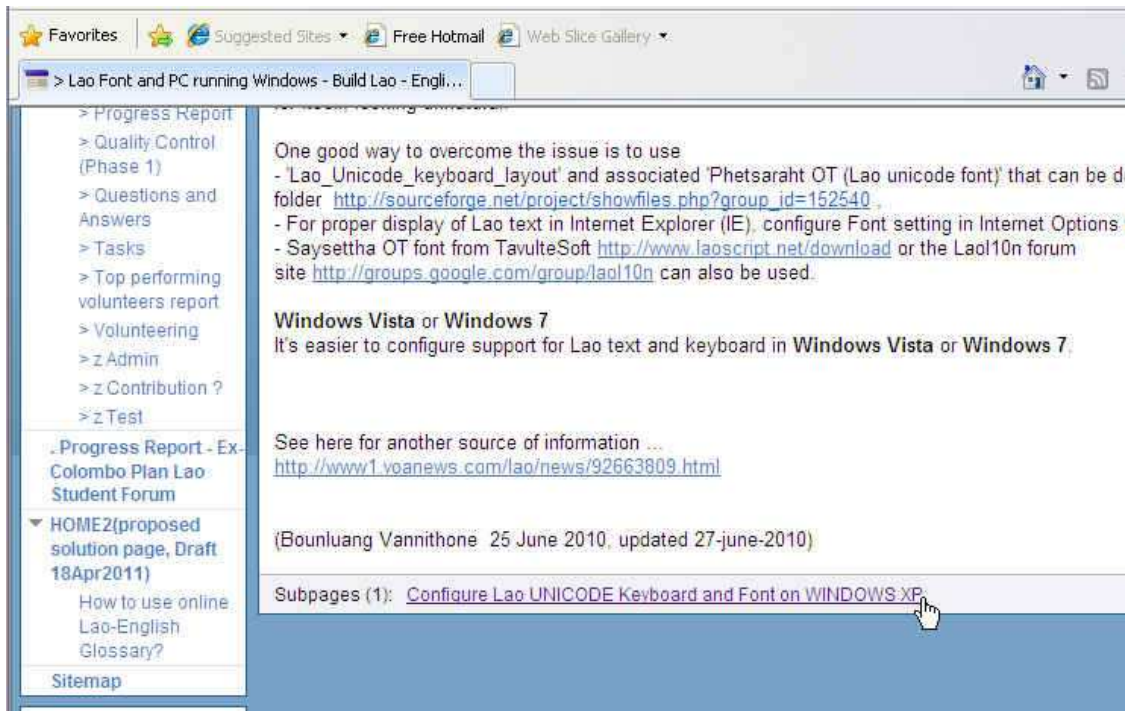 Favorites Suggested Sites Free Hotmail Web Slice Gallery
> Lao Font and PC running Windows - Build Lao - Engli...
> Progress Report
> Quality Control
(Phase 1)
> Questions and
Answers
> Tasks
> Top performing
volunteers report
> Volunteering
> z Admin
> z Contribution ?
> z Test
. Progress Report - Ex-
Colombo Plan Lao
Student Forum
HOME2(proposed
solution page, Draft
18Apr2011)
How to use online
Lao-English
Glossary?
Sitemap
One good way to overcome the issue is to use
- 'Lao_Unicode_keyboard_layout' and associated 'Phetsaraht OT (Lao unicode font)' that can be d
folder http://sourceforge.net/project/showfiles.php?group_id=152540 ,
- For proper display of Lao text in Internet Explorer (IE), configure Font setting in Internet Options
- Saysettha OT font from TavulteSoft http://www.laoscript.net/download or the Laol10n forum
site http://groups.google.com/group/laol10n can also be used.
Windows Vista or Windows 7
It's easier to configure support for Lao text and keyboard in Windows Vista or Windows 7.
See here for another source of information ...
http://www1.voanews.com/lao/news/92663809.html
(Bounluang Vannithone 25 June 2010, updated 27-june-2010)
Subpages (1): Configure Lao UNICODE Keyboard and Font on WINDOWS XP